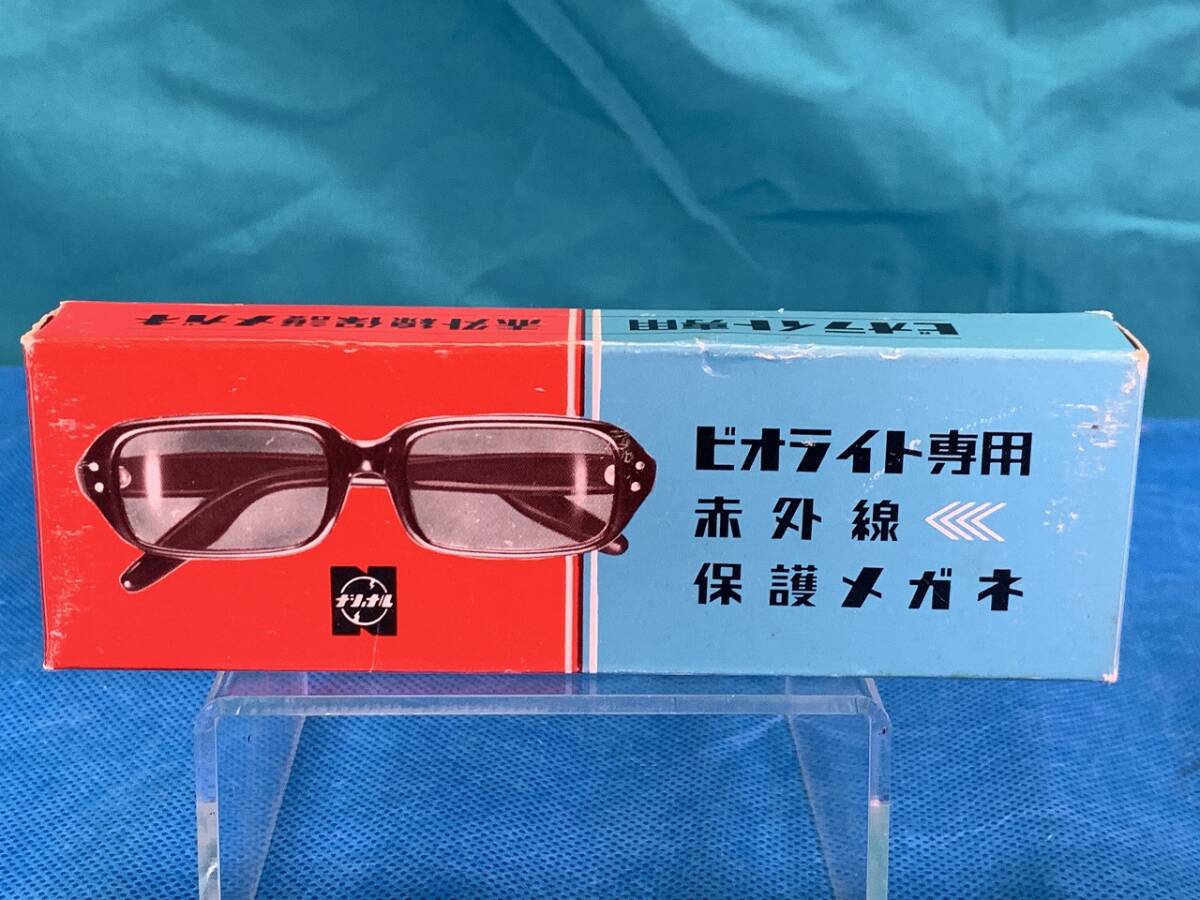 赤外線保護メガネ
ビオライト専用
ビオライト専用
赤外線
保護メガネ
ナショナル